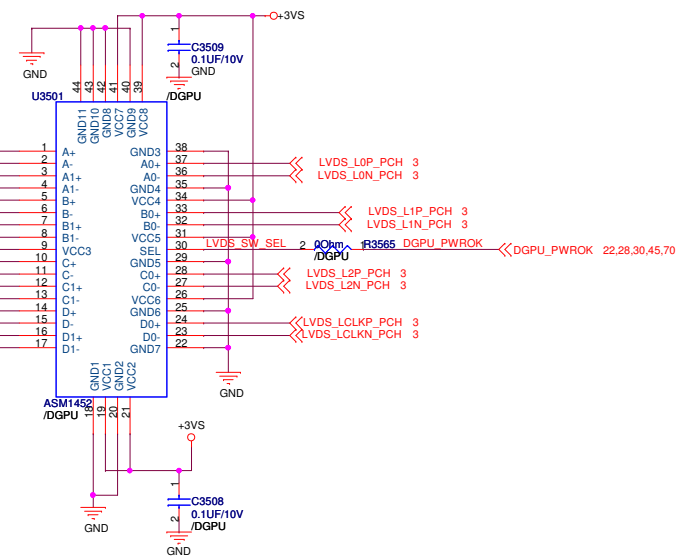 +3VS
1
C3509
0.1UF/10V
2
GND
/DGPU
GND
44 43 42 41 40 39
U3501
GND11 GND10 GND8 VCC7 GND9 VCC8
1 A+ GND3 38
2 A- A0+ 37 LVDS_L0P_PCH 3
3 A1+ A0- 36 LVDS_L0N_PCH 3
4 A1- GND4 35
5 B+ VCC4 34
6 B- B0+ 33 LVDS_L1P_PCH 3
7 B1+ B0- 32 LVDS_L1N_PCH 3
8 B1- VCC5 31
9 VCC3 SEL 30 LVDS_SW_SEL 2 0Ohm 1 R3565 DGPU_PWROK DGPU_PWROK 22,28,30,45,70
/DGPU
10 C+ GND5 29
11 C- C0+ 28 LVDS_L2P_PCH 3
12 C1+ C0- 27 LVDS_L2N_PCH 3
13 C1- VCC6 26
14 D+ GND6 25
15 D- D0+ 24 LVDS_LCLKP_PCH 3
16 D1+ D0- 23 LVDS_LCLKN_PCH 3
17 D1- GND7 22
GND1 VCC1 GND2 VCC2
GND
ASM1452
/DGPU
18 19 20 21
+3VS
1
C3508
0.1UF/10V
2
/DGPU
GND
GND